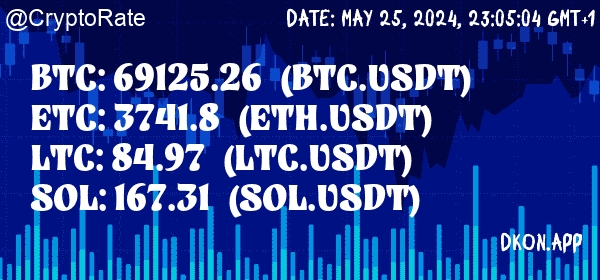 @CryptoRate
DATE: MAY 25, 2024, 23:05:04 GMT+1
BTC: 69125.26 (BTC.USDT)
ETC: 3741.8 (ETH.USDT)
LTC: 84.97 (LTC.USDT)
SOL: 167.31 (SOL.USDT)
DKON.APP